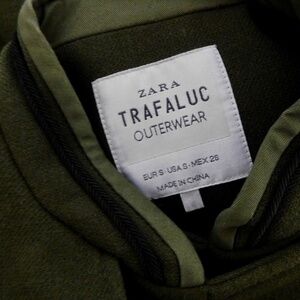 ZARA
TRAFALUC
OUTERWEAR
EUR S · USA S · MEX 26
MADE IN CHINA